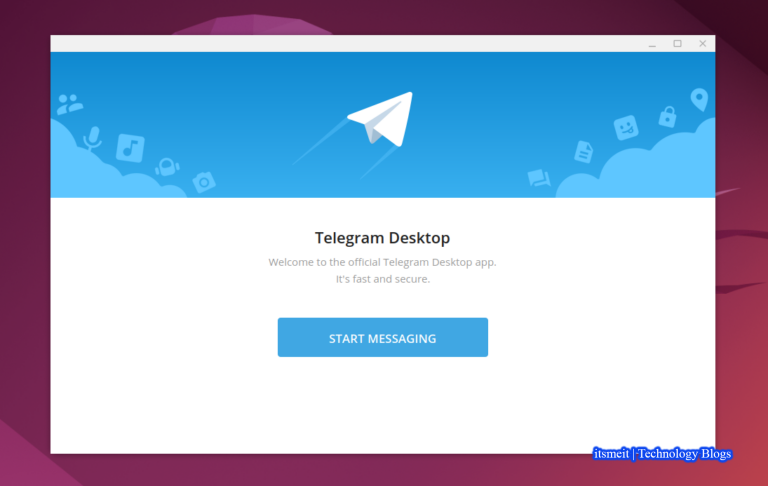 Telegram Desktop
Welcome to the official Telegram Desktop app.
It's fast and secure.
START MESSAGING
itsmeit | Technology Blogs